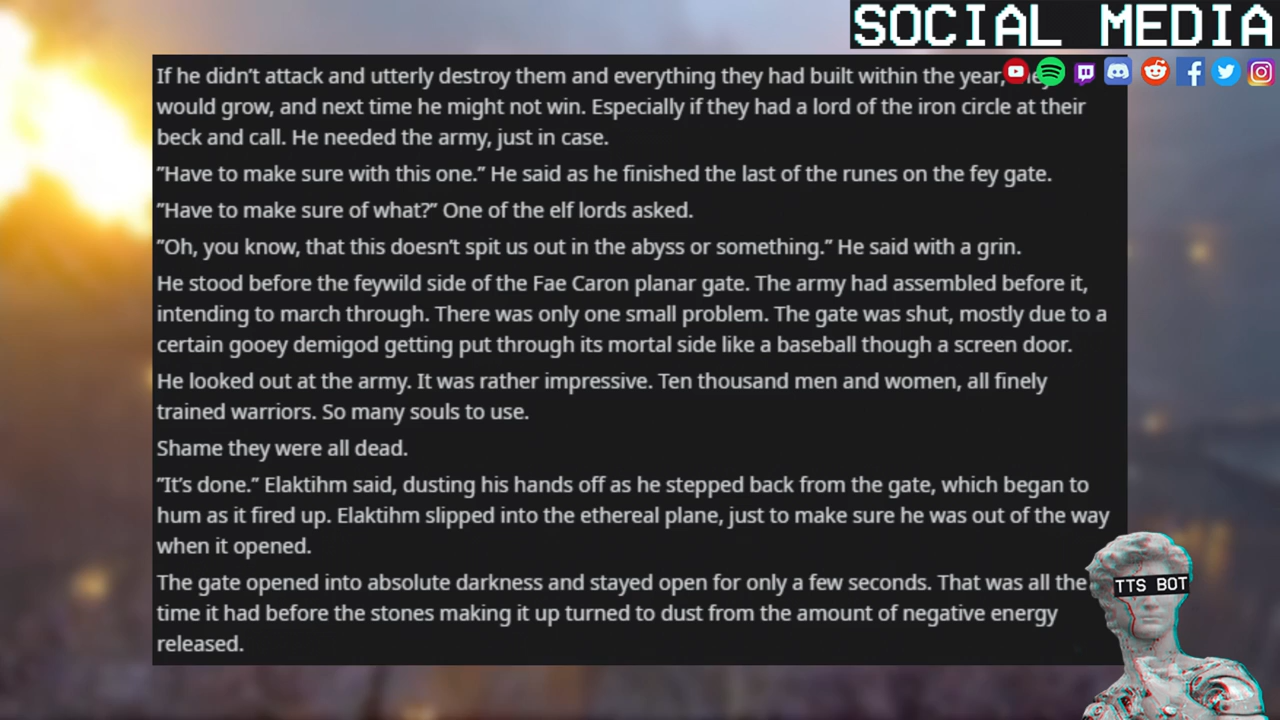 SOCIAL MEDIA
If he didn’t attack and utterly destroy them and everything they had built within the year,
would grow, and next time he might not win. Especially if they had a lord of the iron circle at their
beck and call. He needed the army, just in case.
”Have to make sure with this one.” He said as he finished the last of the runes on the fey gate.
”Have to make sure of what?” One of the elf lords asked.
”Oh, you know, that this doesn’t spit us out in the abyss or something.” He said with a grin.
He stood before the feywild side of the Fae Caron planar gate. The army had assembled before it,
intending to march through. There was only one small problem. The gate was shut, mostly due to a
certain gooey demigod getting put through its mortal side like a baseball though a screen door.
He looked out at the army. It was rather impressive. Ten thousand men and women, all finely
trained warriors. So many souls to use.
Shame they were all dead.
”It’s done.” Elaktihm said, dusting his hands off as he stepped back from the gate, which began to
hum as it fired up. Elaktihm slipped into the ethereal plane, just to make sure he was out of the way
when it opened.
The gate opened into absolute darkness and stayed open for only a few seconds. That was all the
time it had before the stones making it up turned to dust from the amount of negative energy
released.
TTS BOT